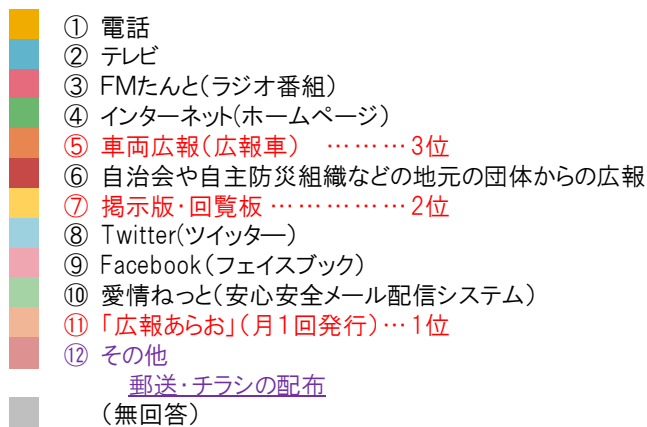 ① 電話
② テレビ
③ FMたんと(ラジオ番組)
④ インターネット(ホームページ)
⑤ 車両広報(広報車) ………3位
⑥ 自治会や自主防災組織などの地元の団体からの広報
⑦ 掲示版・回覧板 ……………2位
⑧ Twitter(ツイッター)
⑨ Facebook(フェイスブック)
⑩ 愛情ねっと(安心安全メール配信システム)
⑪ 「広報あらお」(月1回発行)…1位
⑫ その他
郵送・チラシの配布
(無回答)